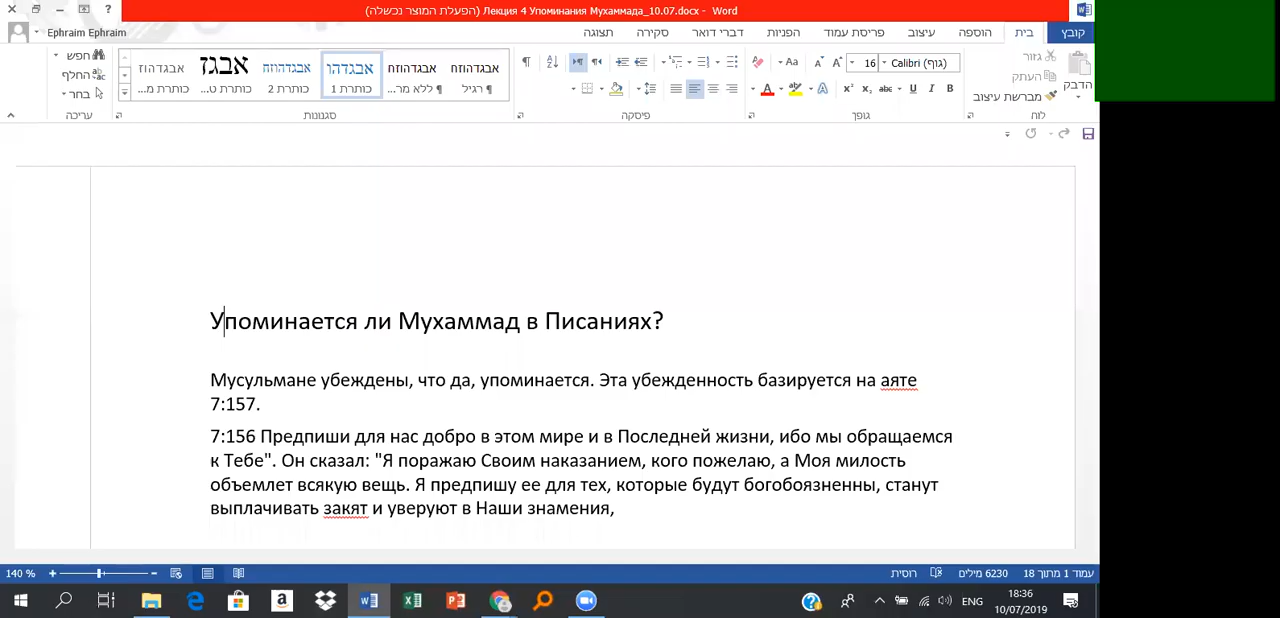 Лекция 4 Упоминания Мухаммада_10.07.docx (הפעלת המוצר נכשלה) - Word
Ephraim Ephraim
קובץ בית הוספה עיצוב פריסת עמוד הפניות דברי דואר סקירה תצוגה
גזור
העתק
מברשת עיצוב
הדבק
לוח
Calibri (גוף) 16
גופן
פיסקה
אבגדהוזח אבגדהוזח אבגדהו אבגדהוזח אבגז אבגדהוז
¶ רגיל ¶ ללא מר... כותרת 1 כותרת 2 כותרת ט... כותרת מ...
סגנונות
חפש
החלף
בחר
עריכה
Упоминается ли Мухаммад в Писаниях?
Мусульмане убеждены, что да, упоминается. Эта убежденность базируется на аяте
7:157.
7:156 Предпиши для нас добро в этом мире и в Последней жизни, ибо мы обращаемся
к Тебе". Он сказал: "Я поражаю Своим наказанием, кого пожелаю, а Моя милость
объемлет всякую вещь. Я предпишу ее для тех, которые будут богобоязненны, станут
выплачивать закят и уверуют в Наши знамения,
עמוד 1 מתוך 18 6230 מילים רוסית
140 %
ENG
18:36
10/07/2019